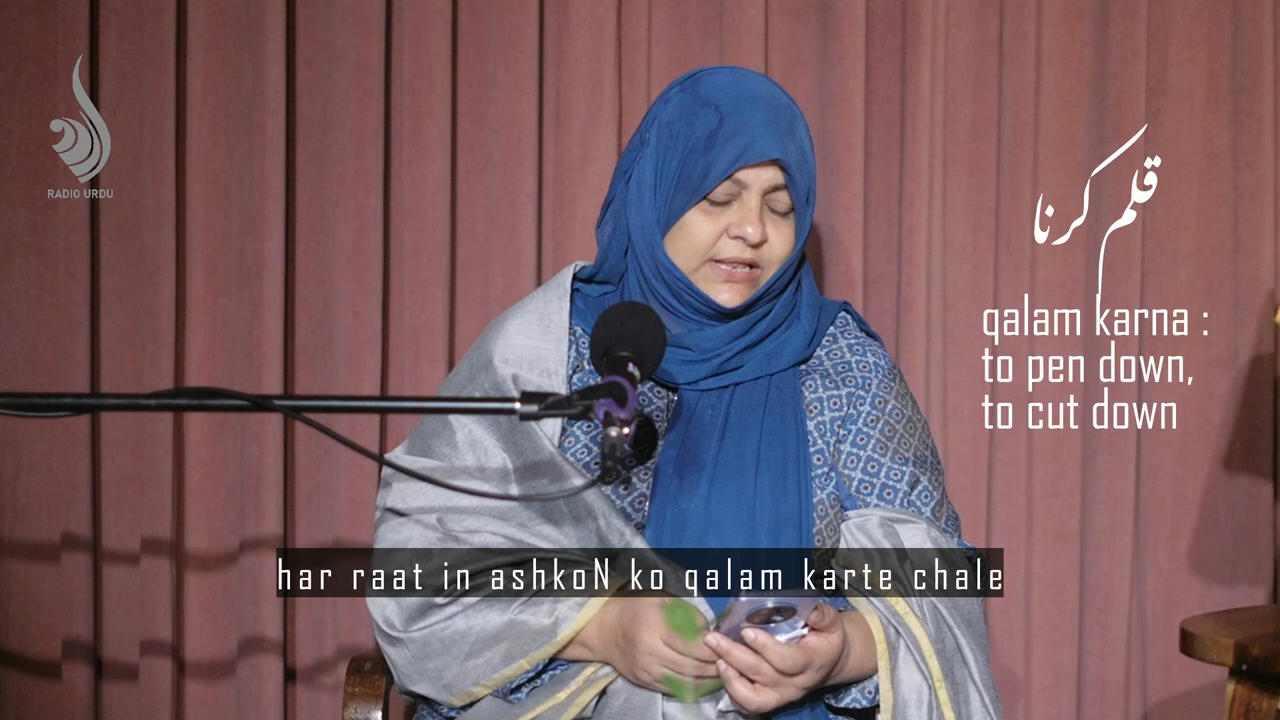 RADIO URDU
قلم کرنا
qalam karna :
to pen down,
to cut down
har raat in ashkoN ko qalam karte chale